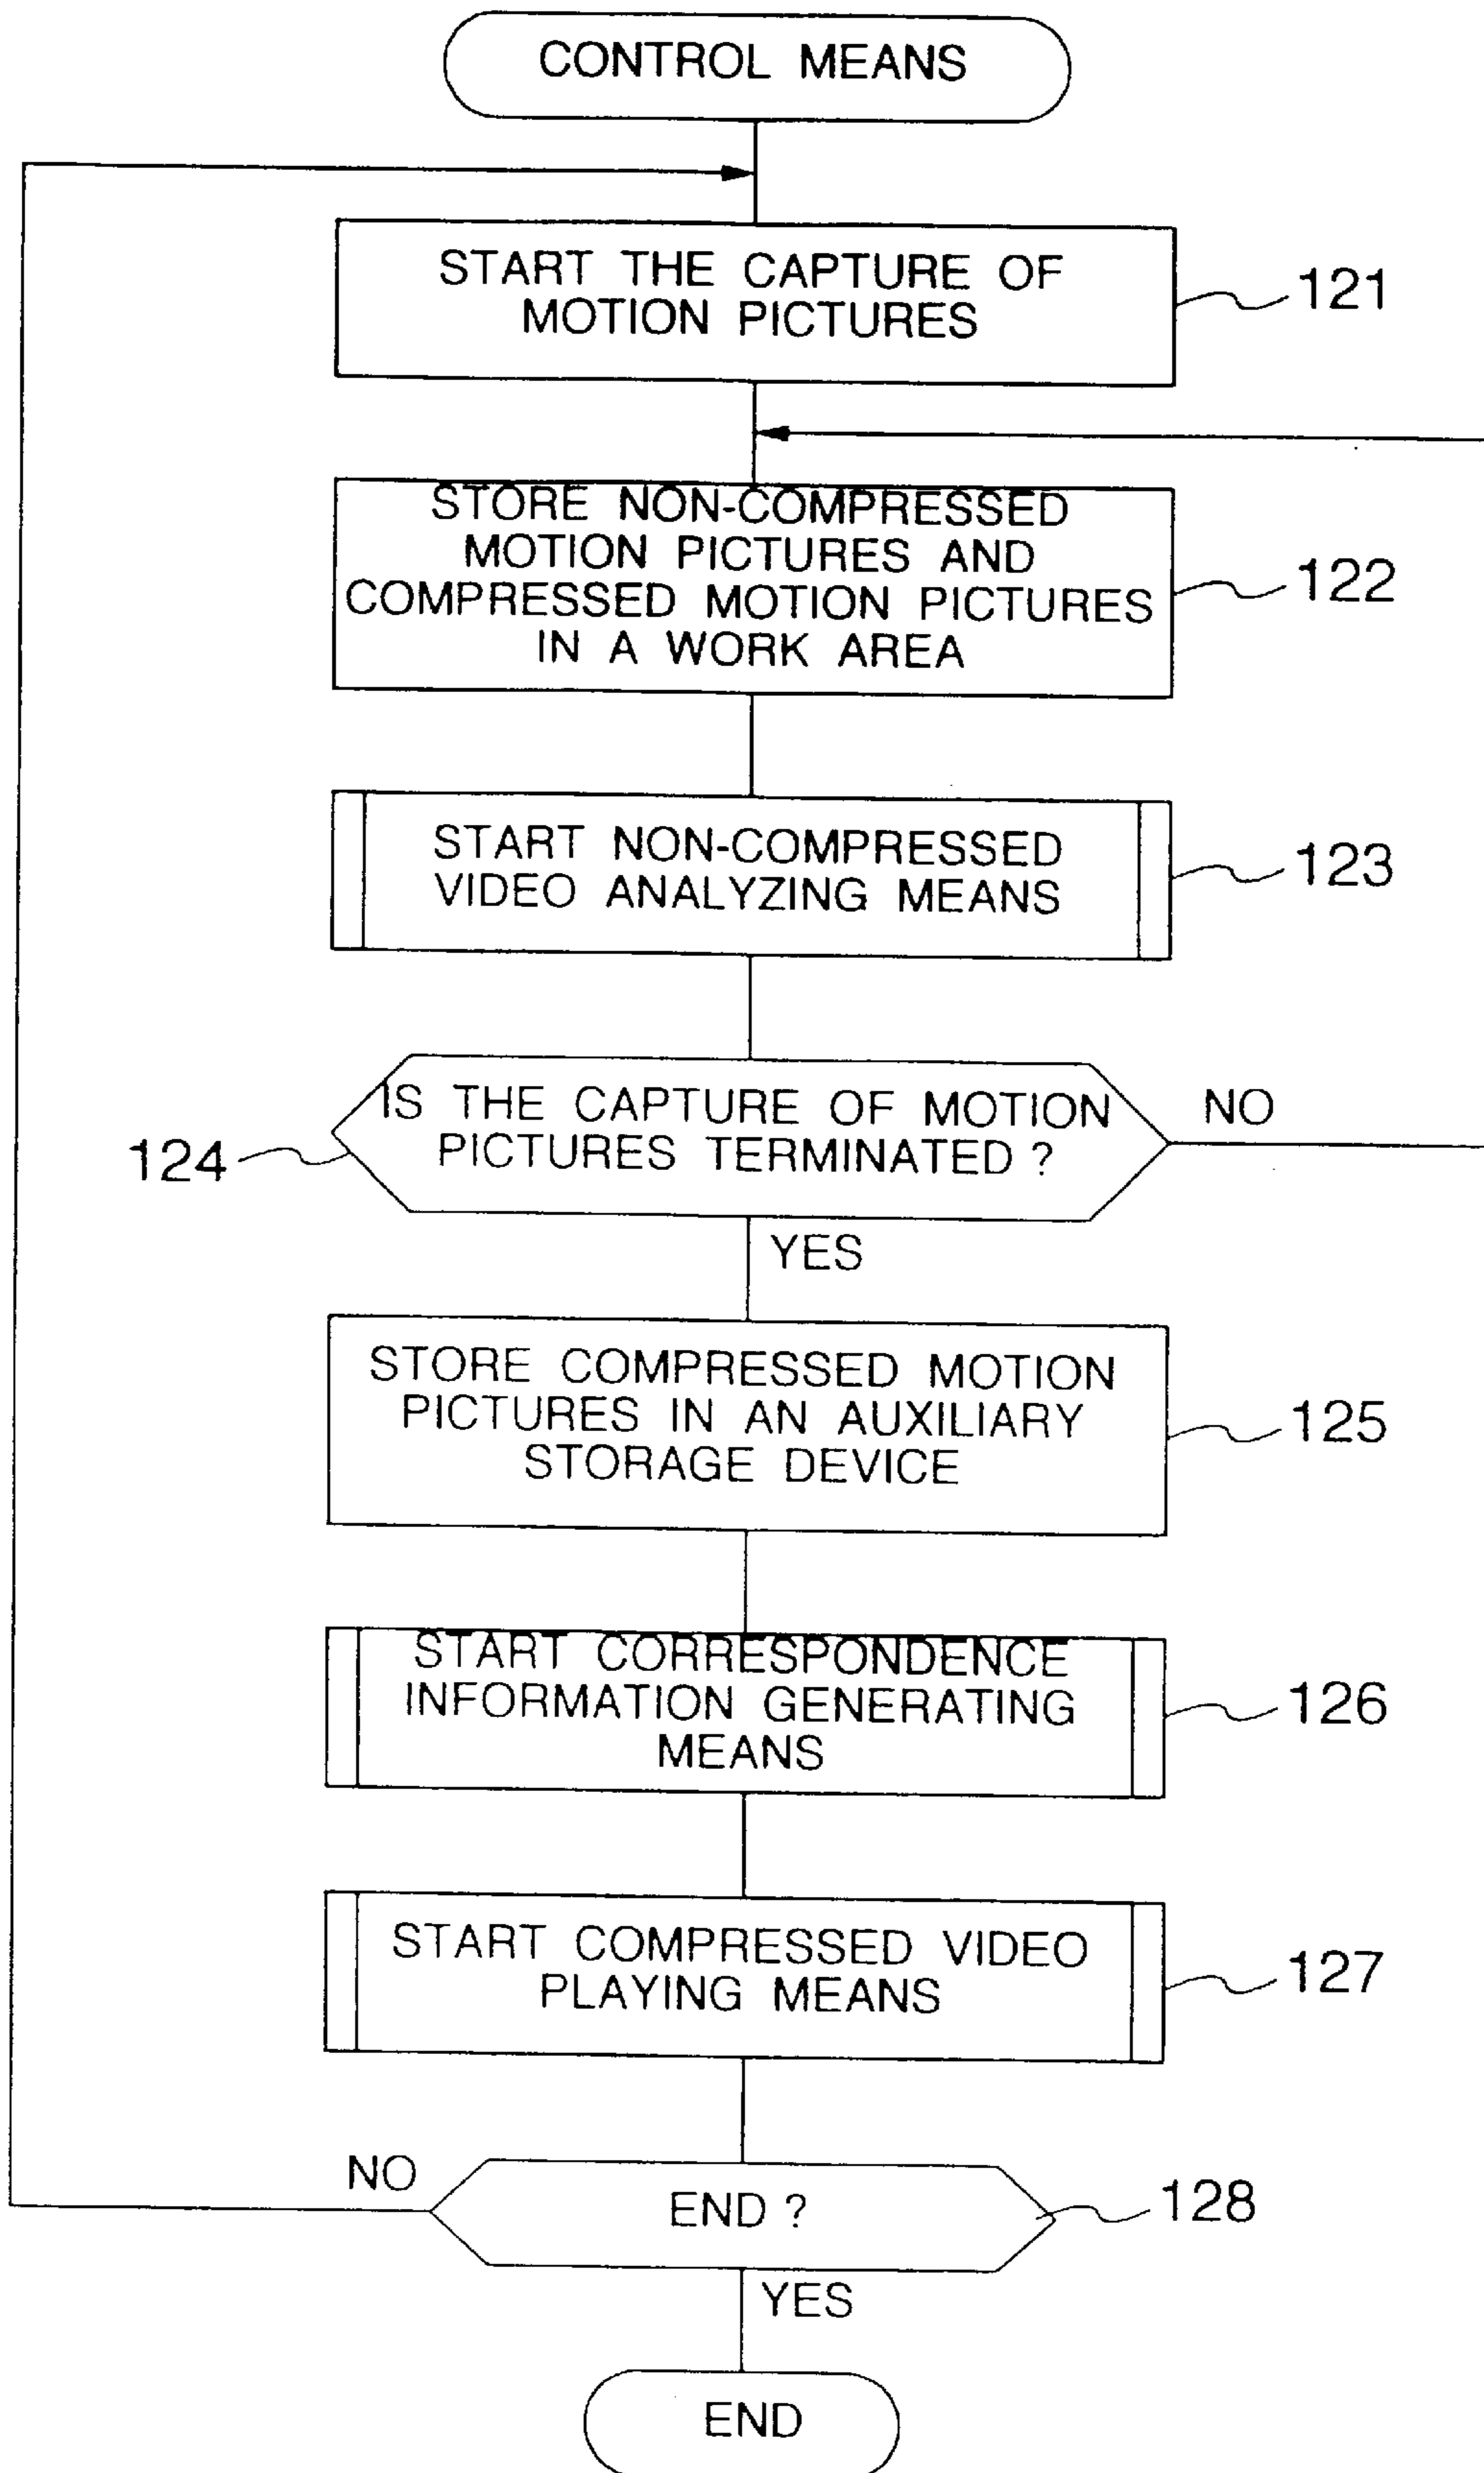 CONTROL MEANS
START THE CAPTURE OF
MOTION PICTURES
121
STORE NON-COMPRESSED
MOTION PICTURES AND
COMPRESSED MOTION PICTURES
IN A WORK AREA
122
START NON-COMPRESSED
VIDEO ANALYZING MEANS
123
IS THE CAPTURE OF MOTION
PICTURES TERMINATED ?
NO
124
YES
STORE COMPRESSED MOTION
PICTURES IN AN AUXILIARY
STORAGE DEVICE
125
START CORRESPONDENCE
INFORMATION GENERATING
MEANS
126
START COMPRESSED VIDEO
PLAYING MEANS
127
NO
END ?
128
YES
END